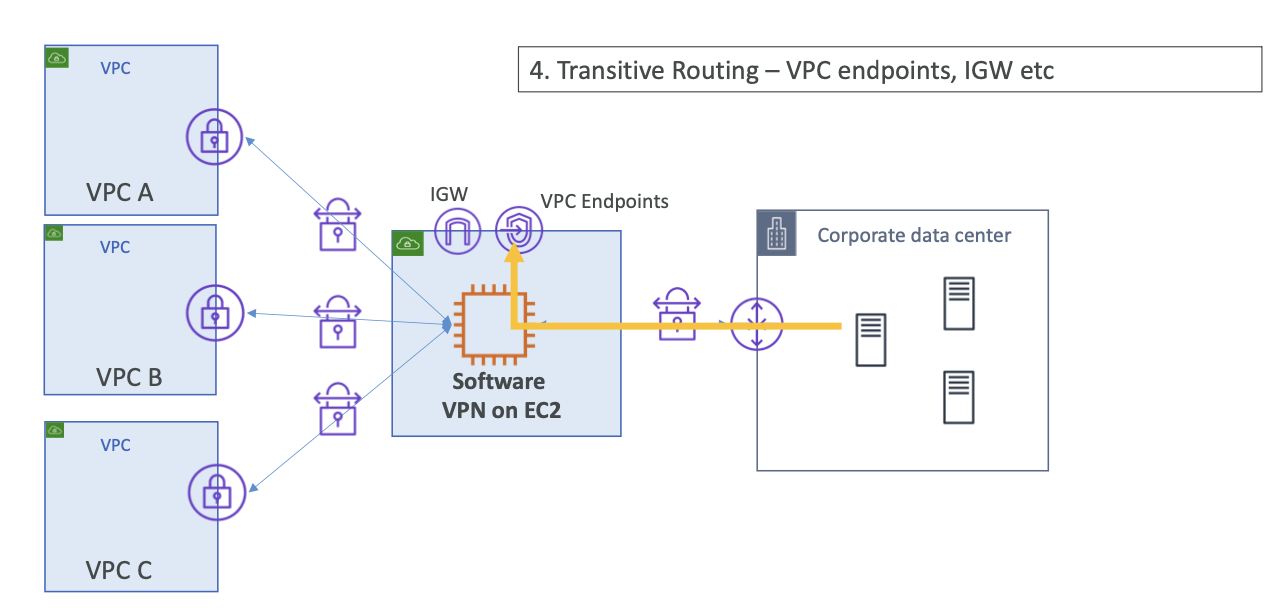 4. Transitive Routing – VPC endpoints, IGW etc
VPC
VPC A
VPC
VPC B
VPC
VPC C
IGW
VPC Endpoints
Software
VPN on EC2
Corporate data center